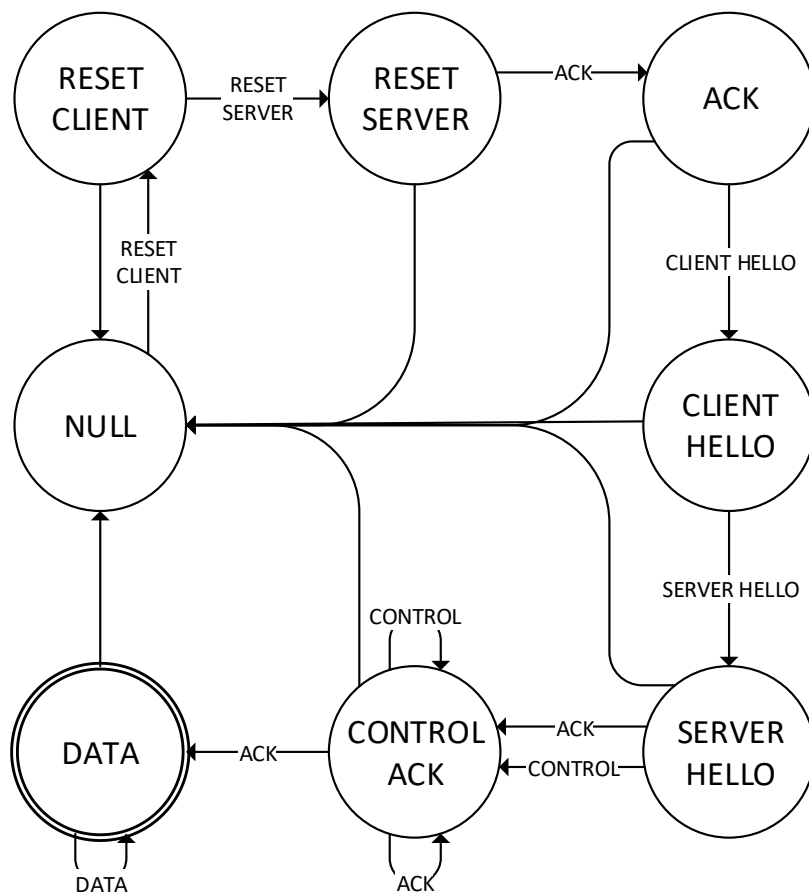 RESET
CLIENT
RESET
SERVER
RESET
SERVER
ACK
ACK
RESET
CLIENT
CLIENT HELLO
NULL
CLIENT
HELLO
SERVER HELLO
CONTROL
DATA
ACK
CONTROL
ACK
ACK
CONTROL
SERVER
HELLO
DATA
ACK